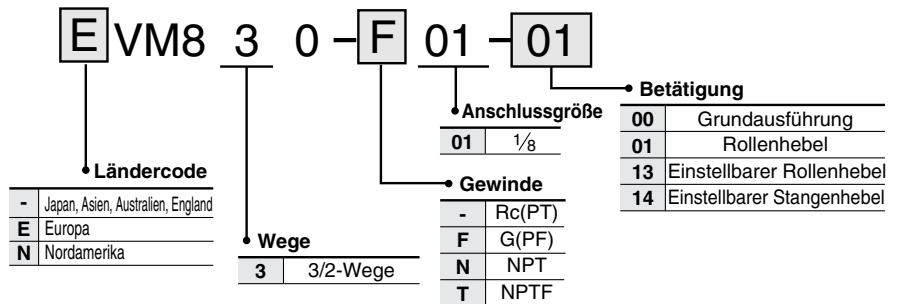 E VM8 3 0 – F 01 – 01
Betätigung
00 Grundausführung
01 Rollenhebel
13 Einstellbarer Rollenhebel
14 Einstellbarer Stangenhebel
Anschlussgröße
01 1/8
Ländercode
- Japan, Asien, Australien, England
E Europa
N Nordamerika
Gewinde
- Rc(PT)
F G(PF)
N NPT
T NPTF
Wege
3 3/2-Wege